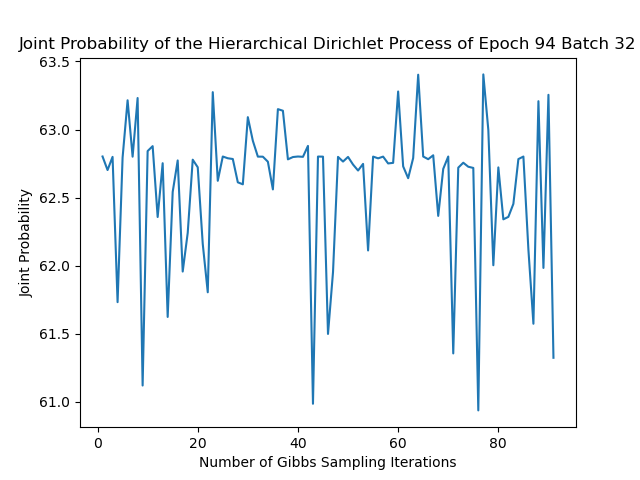 Joint Probability of the Hierarchical Dirichlet Process of Epoch 94 Batch 32
63.5
63.0
62.5
62.0
61.5
61.0
Joint Probability
0 20 40 60 80
Number of Gibbs Sampling Iterations